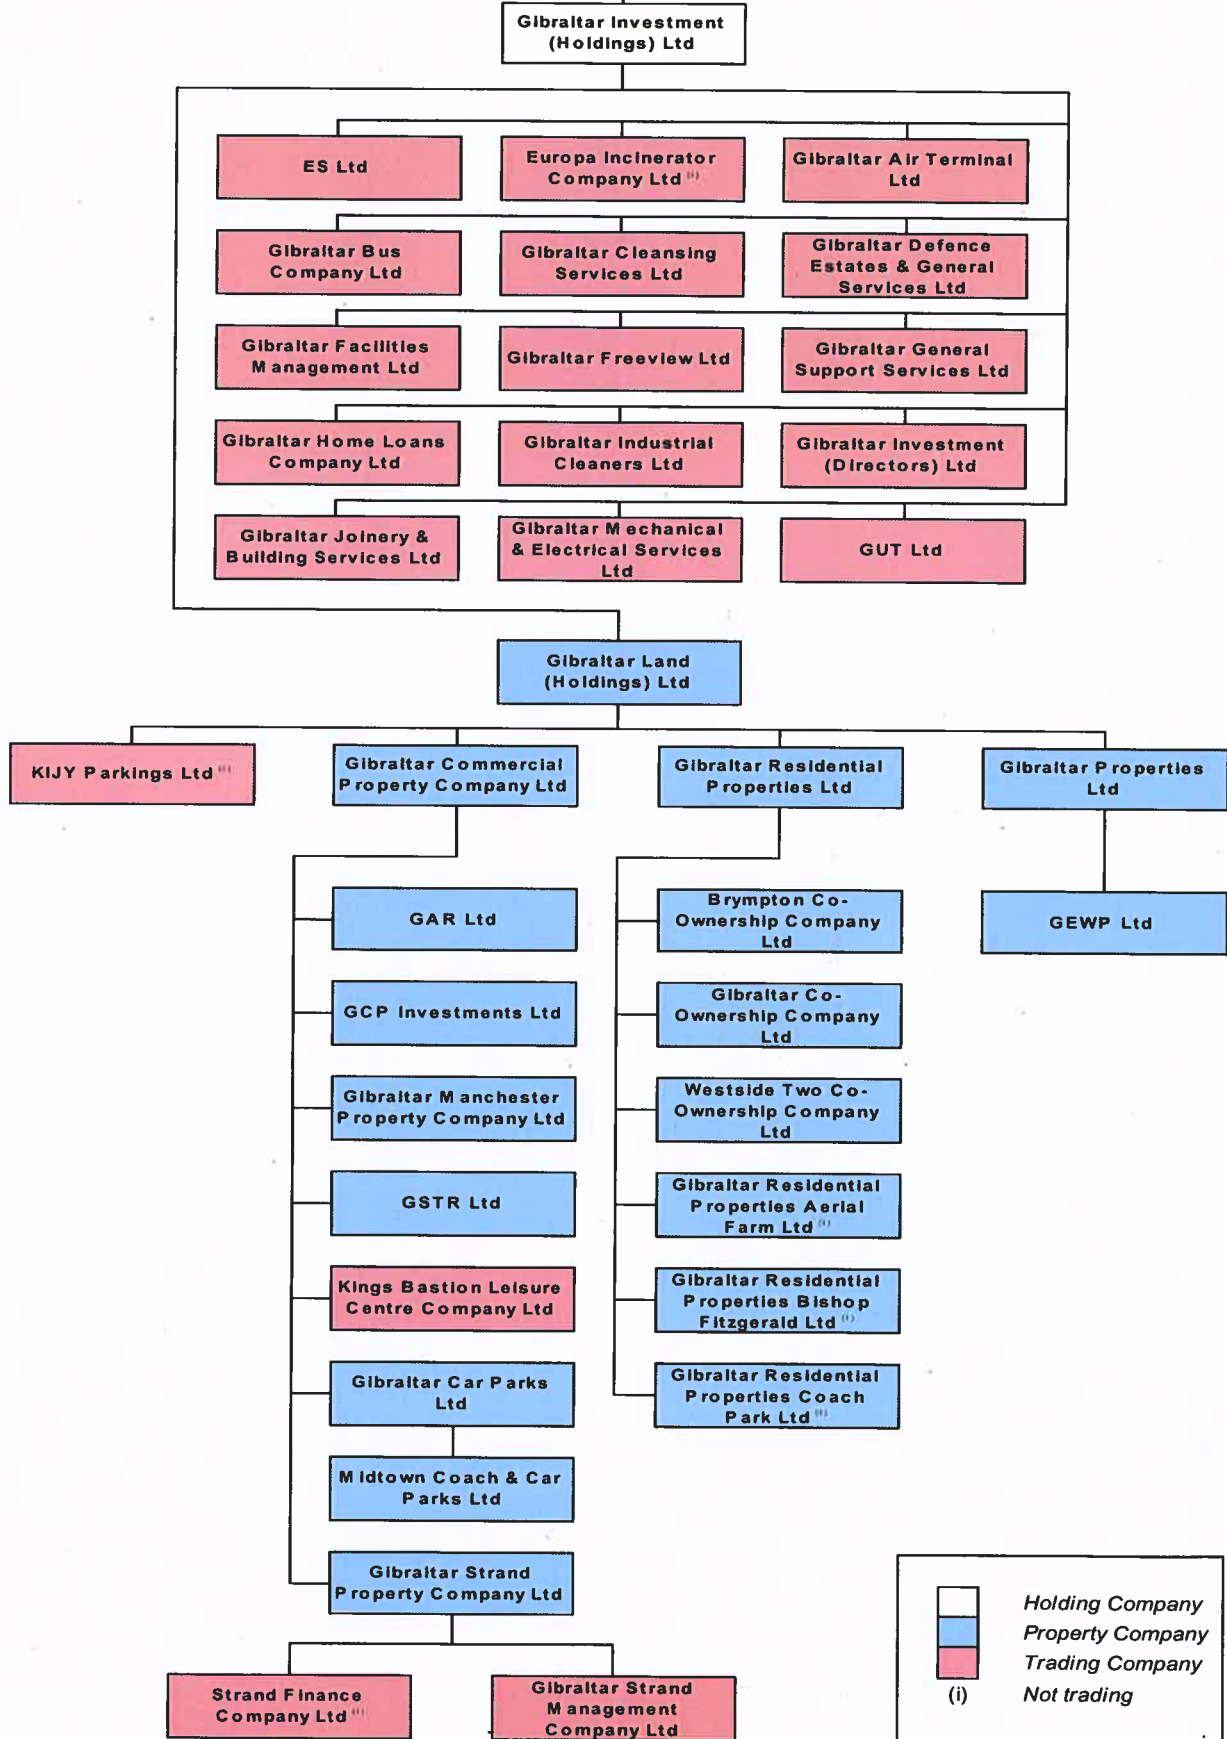 Gibraltar Investment
(Holdings) Ltd
ES Ltd
Europa Incinerator
Company Ltd (i)
Gibraltar Air Terminal
Ltd
Gibraltar Bus
Company Ltd
Gibraltar Cleansing
Services Ltd
Gibraltar Defence
Estates & General
Services Ltd
Gibraltar Facilities
Management Ltd
Gibraltar Freeview Ltd
Gibraltar General
Support Services Ltd
Gibraltar Home Loans
Company Ltd
Gibraltar Industrial
Cleaners Ltd
Gibraltar Investment
(Directors) Ltd
Gibraltar Joinery &
Building Services Ltd
Gibraltar Mechanical
& Electrical Services
Ltd
GUT Ltd
Gibraltar Land
(Holdings) Ltd
KIJY Parkings Ltd (i)
Gibraltar Commercial
Property Company Ltd
Gibraltar Residential
Properties Ltd
Gibraltar Properties
Ltd
GAR Ltd
GCP Investments Ltd
Gibraltar Manchester
Property Company Ltd
GSTR Ltd
Kings Bastion Leisure
Centre Company Ltd
Gibraltar Car Parks
Ltd
Midtown Coach & Car
Parks Ltd
Gibraltar Strand
Property Company Ltd
Strand Finance
Company Ltd (i)
Gibraltar Strand
Management
Company Ltd
Brympton Co-
Ownership Company
Ltd
Gibraltar Co-
Ownership Company
Ltd
Westside Two Co-
Ownership Company
Ltd
Gibraltar Residential
Properties Aerial
Farm Ltd (i)
Gibraltar Residential
Properties Bishop
Fitzgerald Ltd (i)
Gibraltar Residential
Properties Coach
Park Ltd (i)
GEWP Ltd
Holding Company
Property Company
Trading Company
(i) Not trading